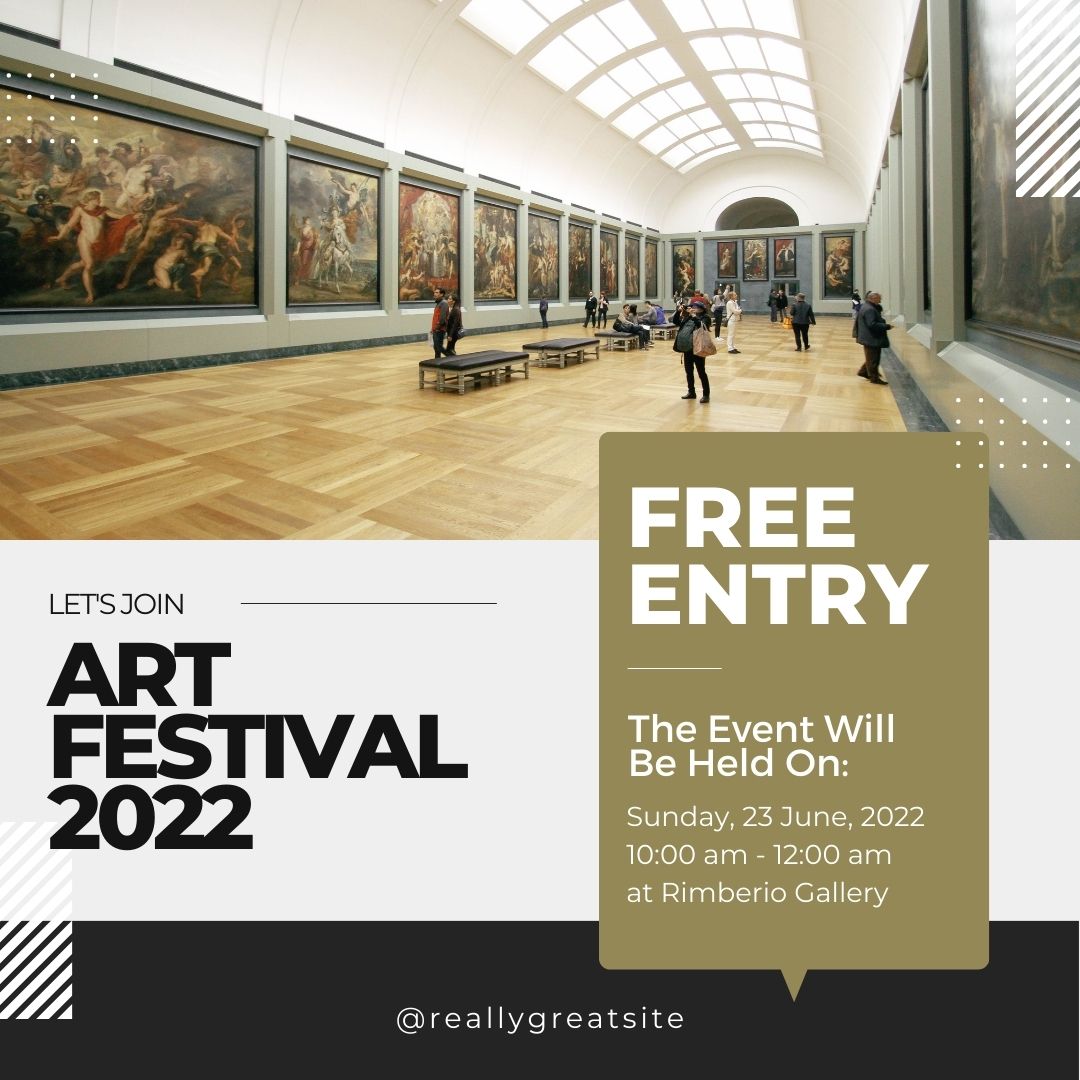 LET'S JOIN
ART
FESTIVAL
2022
FREE
ENTRY
The Event Will
Be Held On:
Sunday, 23 June, 2022
10:00 am - 12:00 am
at Rimberio Gallery
@reallygreatsite